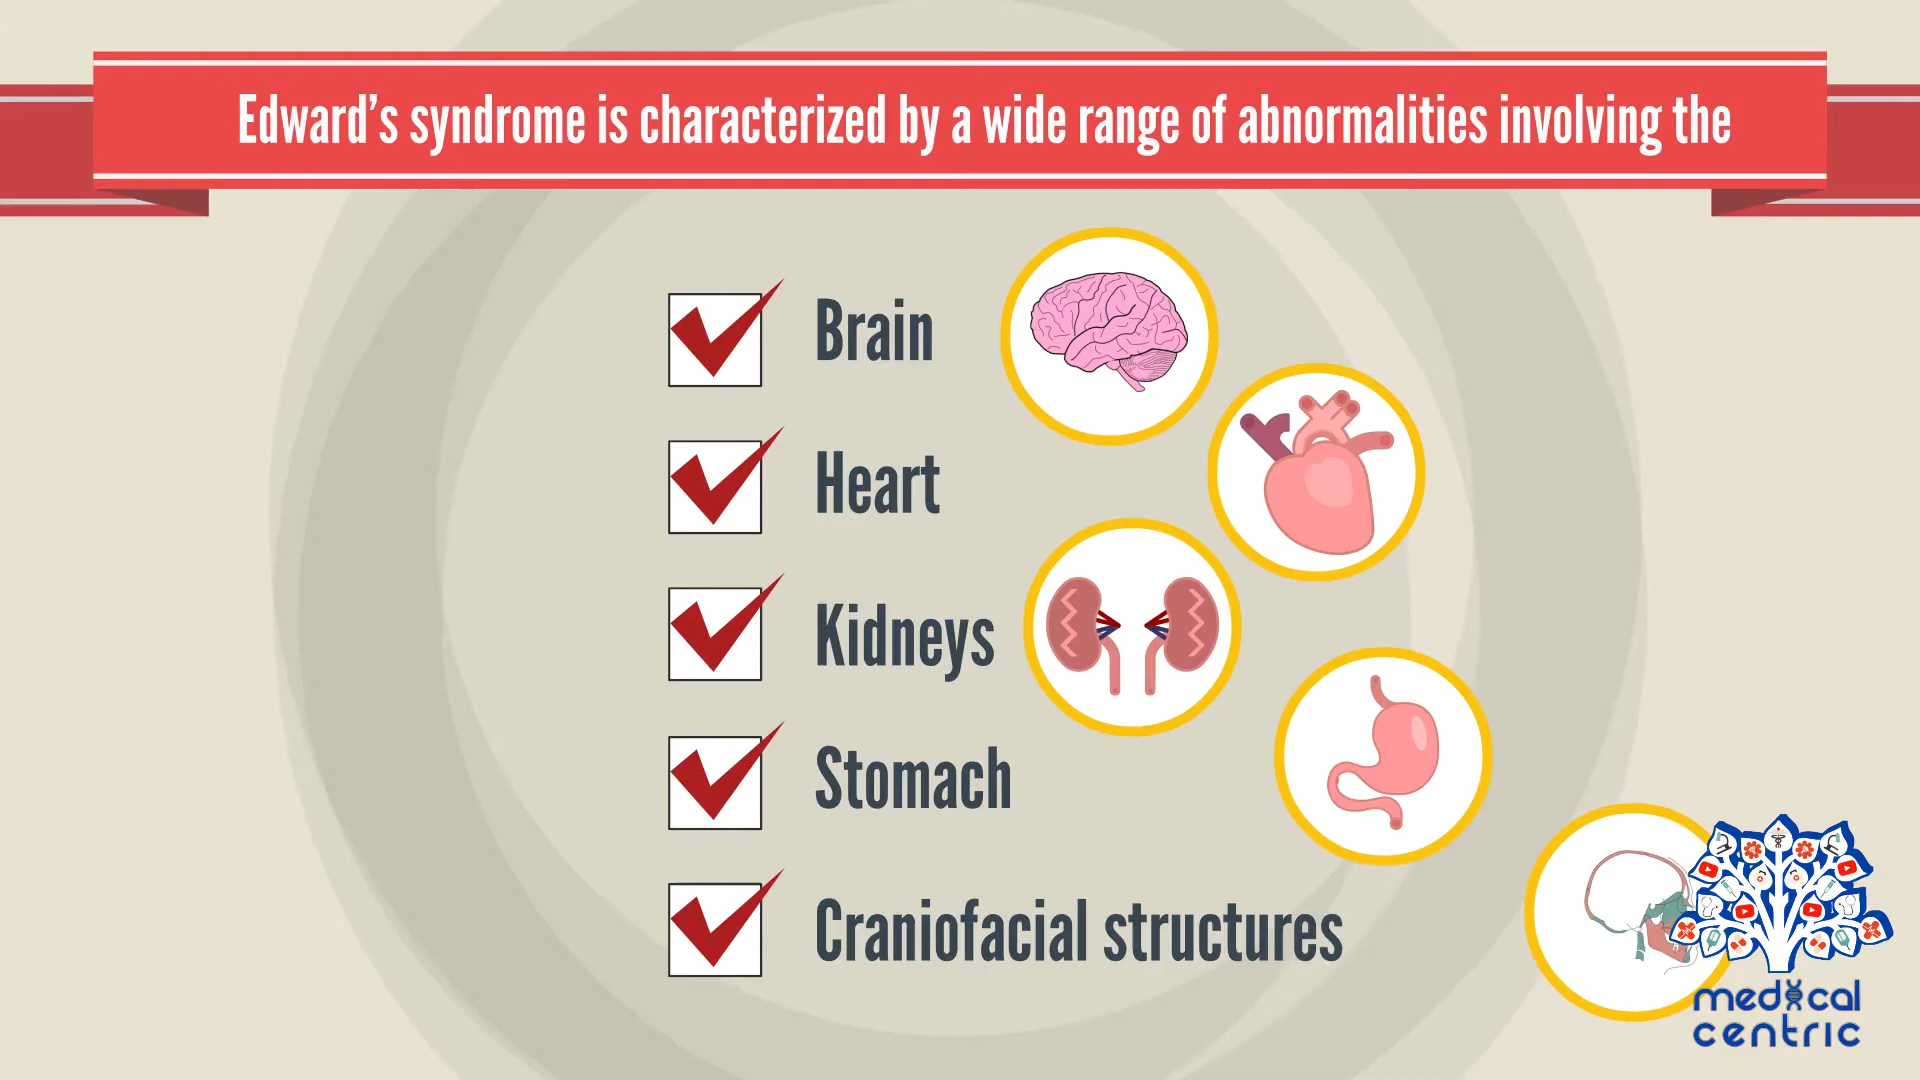 Edward’s syndrome is characterized by a wide range of abnormalities involving the
Brain
Heart
Kidneys
Stomach
Craniofacial structures
medical
centric